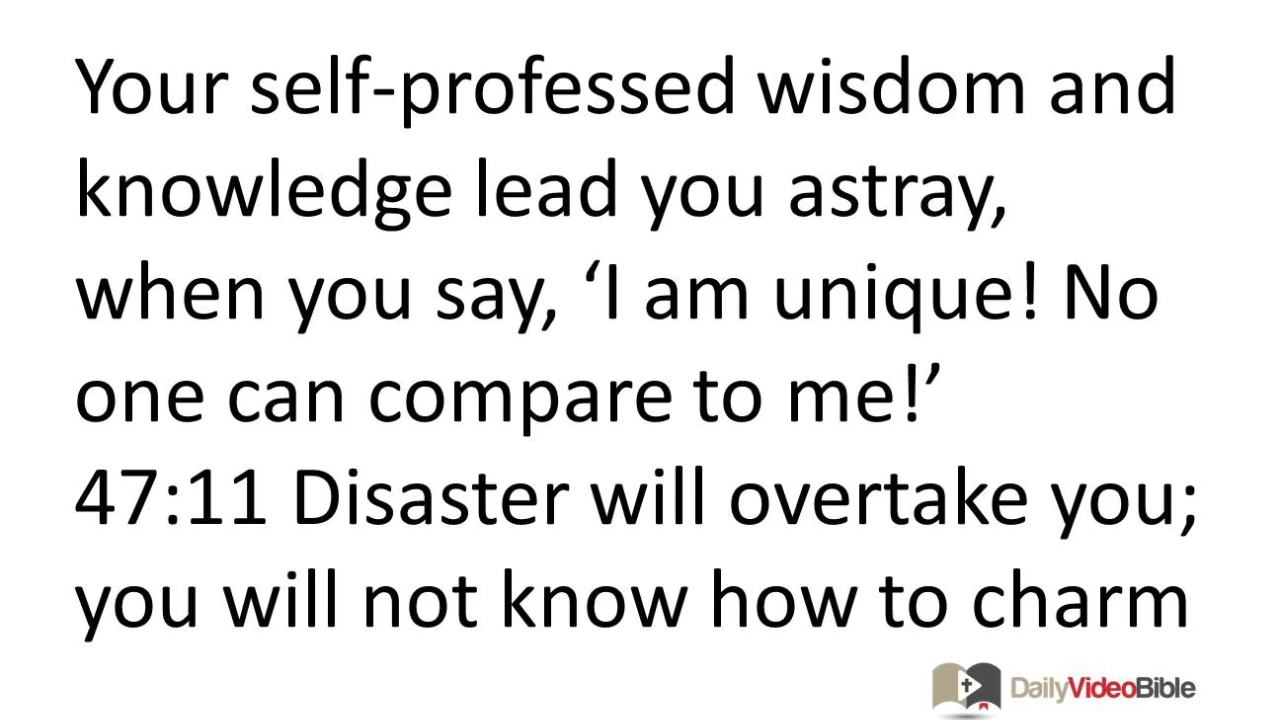 Your self-professed wisdom and
knowledge lead you astray,
when you say, ‘I am unique! No
one can compare to me!’
47:11 Disaster will overtake you;
you will not know how to charm
DailyVideoBible